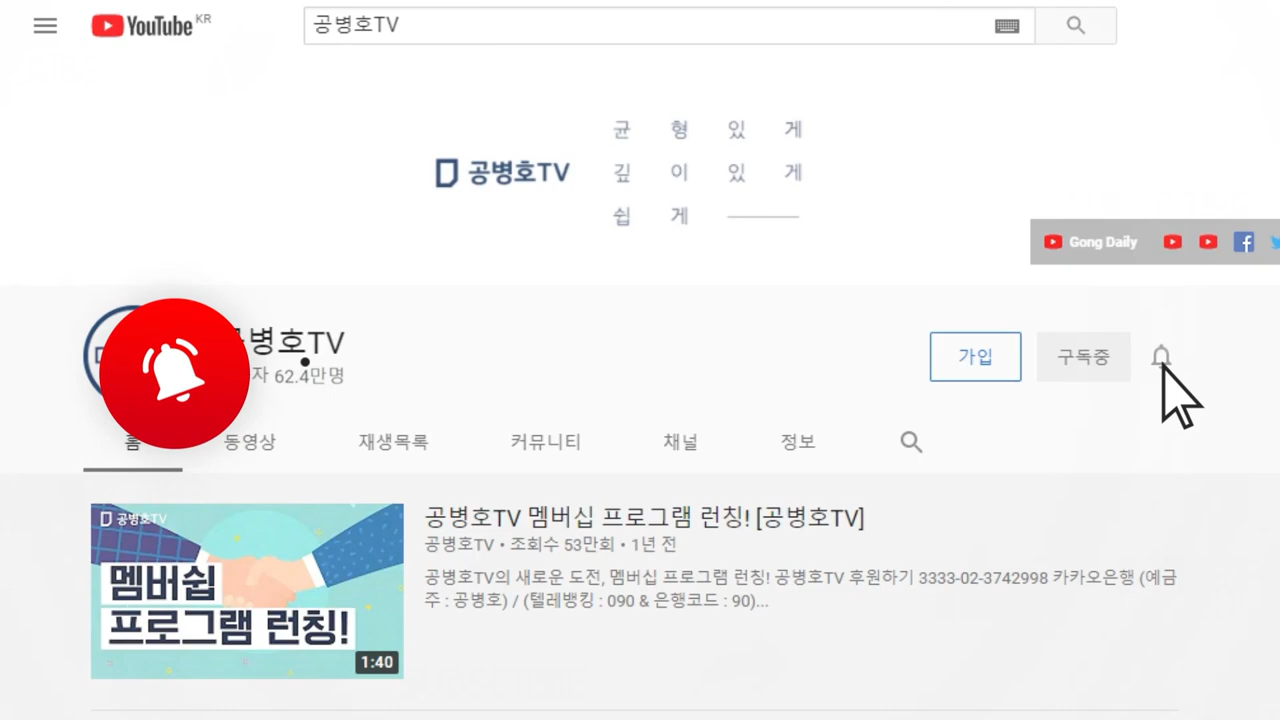 YouTube KR
공병호TV
균 형 있 게
공병호TV
깊 이 있 게
쉽 게
Gong Daily
병호TV
가입
구독중
자 62.4만명
홈
동영상
재생목록
커뮤니티
채널
정보
공병호TV
멤버쉽
프로그램 런칭!
1:40
공병호TV 멤버십 프로그램 런칭! [공병호TV]
공병호TV • 조회수 53만회 • 1년 전
공병호TV의 새로운 도전, 멤버십 프로그램 런칭! 공병호TV 후원하기 3333-02-3742998 카카오은행 (예금
주 : 공병호) / (텔레뱅킹 : 090 & 은행코드 : 90)...